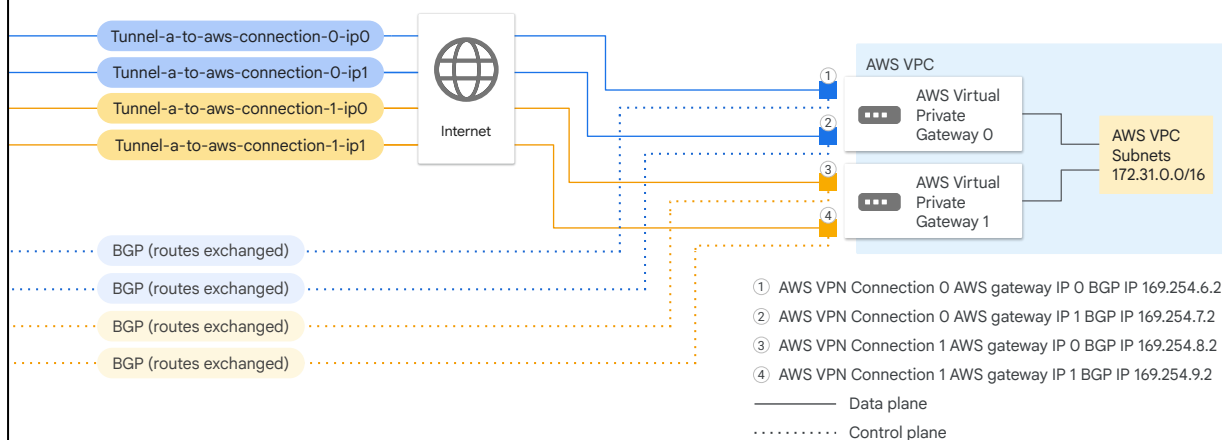 Tunnel-a-to-aws-connection-0-ip0
Tunnel-a-to-aws-connection-0-ip1
Tunnel-a-to-aws-connection-1-ip0
Tunnel-a-to-aws-connection-1-ip1
Internet
BGP (routes exchanged)
BGP (routes exchanged)
BGP (routes exchanged)
BGP (routes exchanged)
AWS VPC
1
2
3
4
AWS Virtual
Private
Gateway 0
AWS Virtual
Private
Gateway 1
AWS VPC
Subnets
172.31.0.0/16
1 AWS VPN Connection 0 AWS gateway IP 0 BGP IP 169.254.6.2
2 AWS VPN Connection 0 AWS gateway IP 1 BGP IP 169.254.7.2
3 AWS VPN Connection 1 AWS gateway IP 0 BGP IP 169.254.8.2
4 AWS VPN Connection 1 AWS gateway IP 1 BGP IP 169.254.9.2
Data plane
Control plane